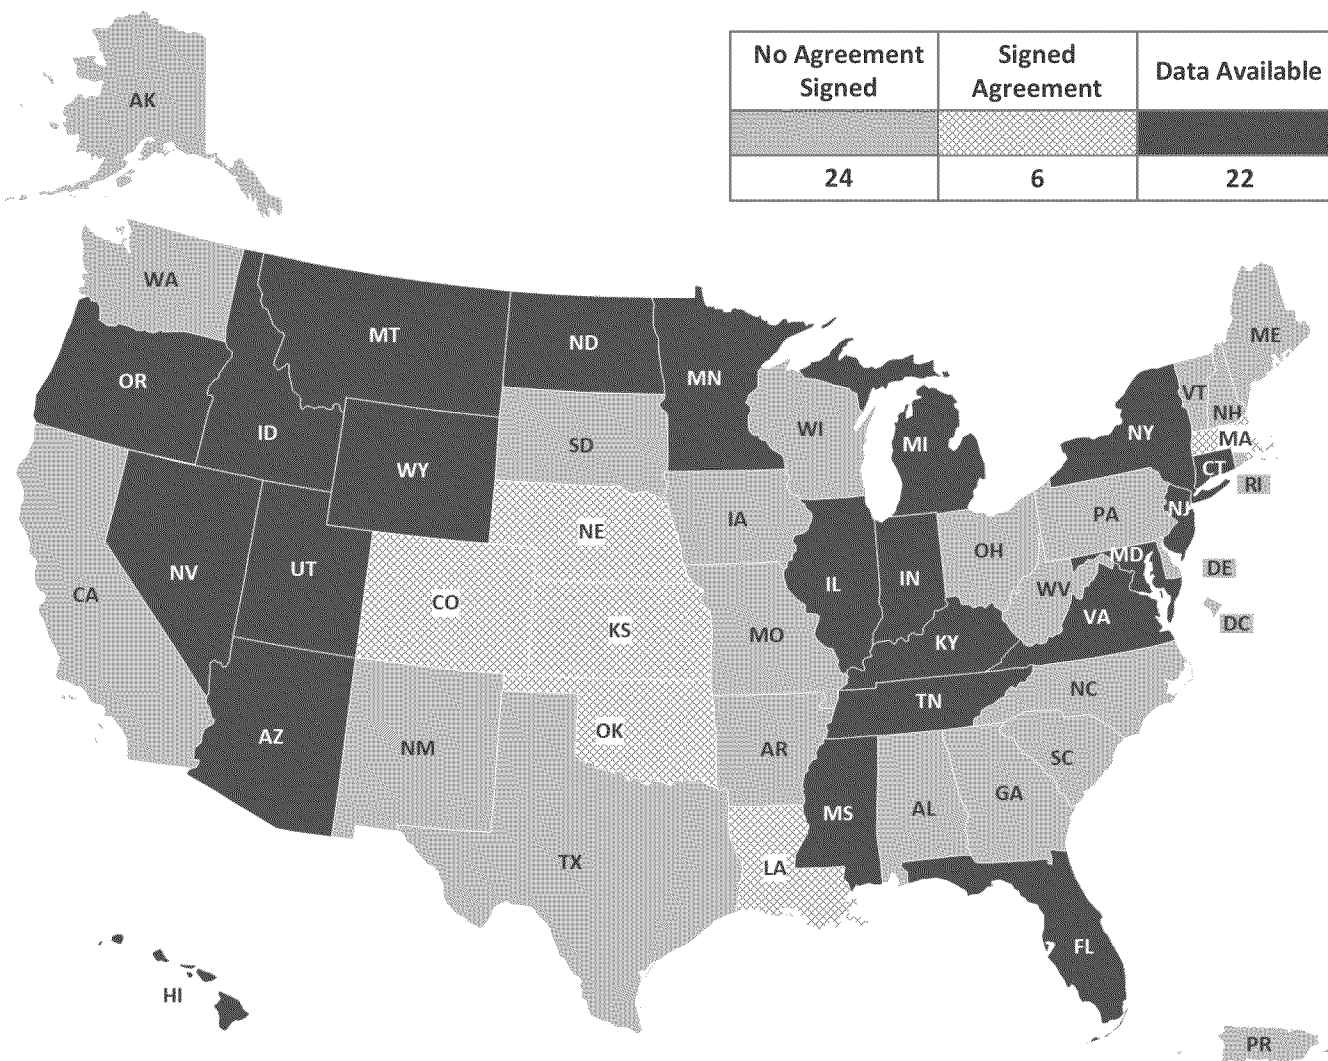 No Agreement Signed
Signed Agreement
Data Available
24
6
22
AK
WA
MT
ND
MN
ME
OR
ID
WY
SD
WI
MI
VT
NH
NY
MA
CT
RI
NE
IA
PA
NJ
CA
NV
UT
CO
KS
MO
IL
IN
OH
MD
DE
WV
VA
DC
KY
AZ
NM
OK
AR
TN
NC
SC
MS
AL
GA
TX
LA
FL
HI
PR